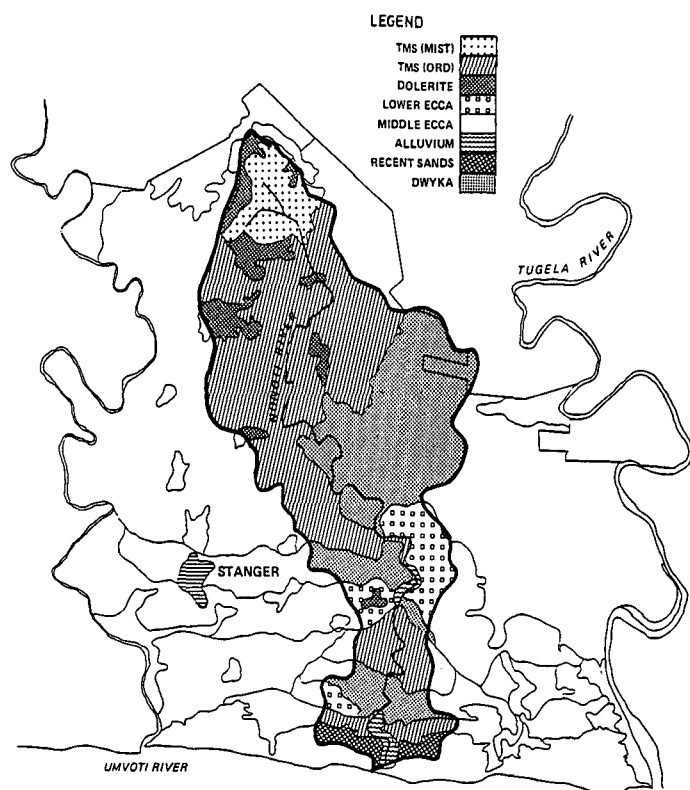 LEGEND
TMS (MIST)
TMS (ORD)
DOLERITE
LOWER ECCA
MIDDLE ECCA
ALLUVIUM
RECENT SANDS
DWYKA
TUGELA RIVER
RIVER
STANGER
UMVOTI RIVER